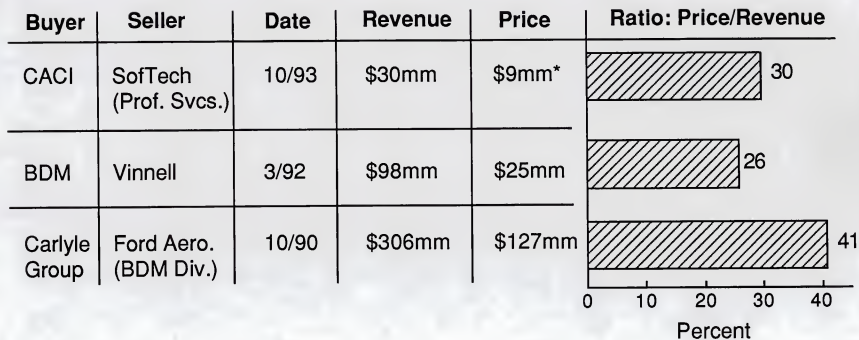 Buyer Seller Date Revenue Price Ratio: Price/Revenue
CACI SofTech 10/93 $30mm $9mm* 30
(Prof. Svcs.)
BDM Vinnell 3/92 $98mm $25mm 26
Carlyle Ford Aero. 10/90 $306mm $127mm 41
Group (BDM Div.)
0 10 20 30 40
Percent